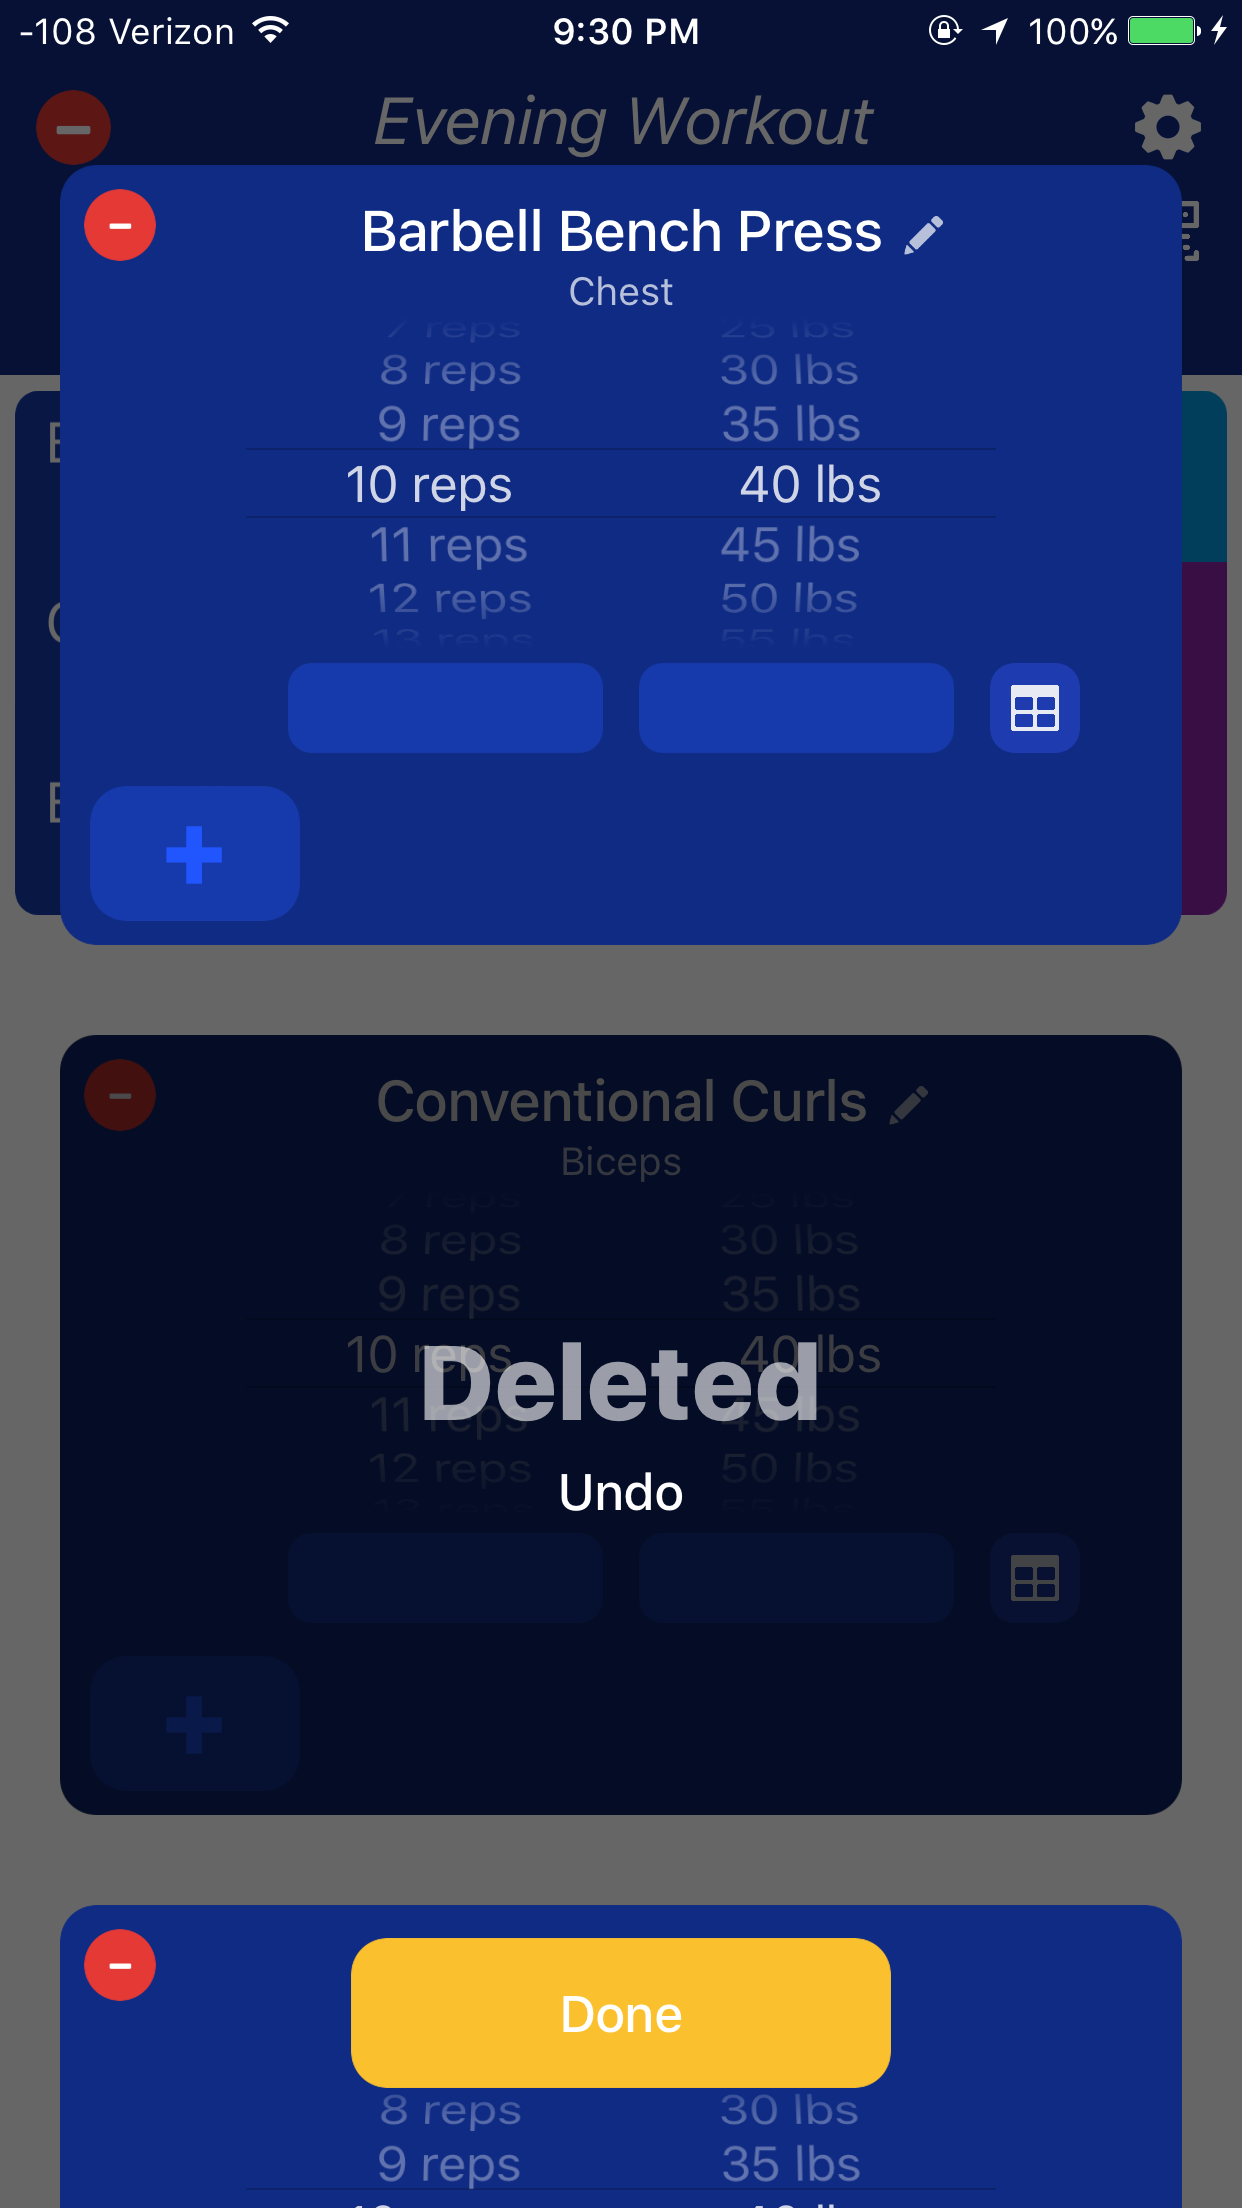 -108 Verizon 9:30 PM 100%
Evening Workout
Barbell Bench Press
Chest
7 reps 25 lbs
8 reps 30 lbs
9 reps 35 lbs
10 reps 40 lbs
11 reps 45 lbs
12 reps 50 lbs
13 reps 55 lbs
Conventional Curls
Biceps
7 reps 25 lbs
8 reps 30 lbs
9 reps 35 lbs
10 reps 40 lbs
Deleted
11 reps 45 lbs
12 reps 50 lbs
Undo
13 reps 55 lbs
Done
8 reps 30 lbs
9 reps 35 lbs